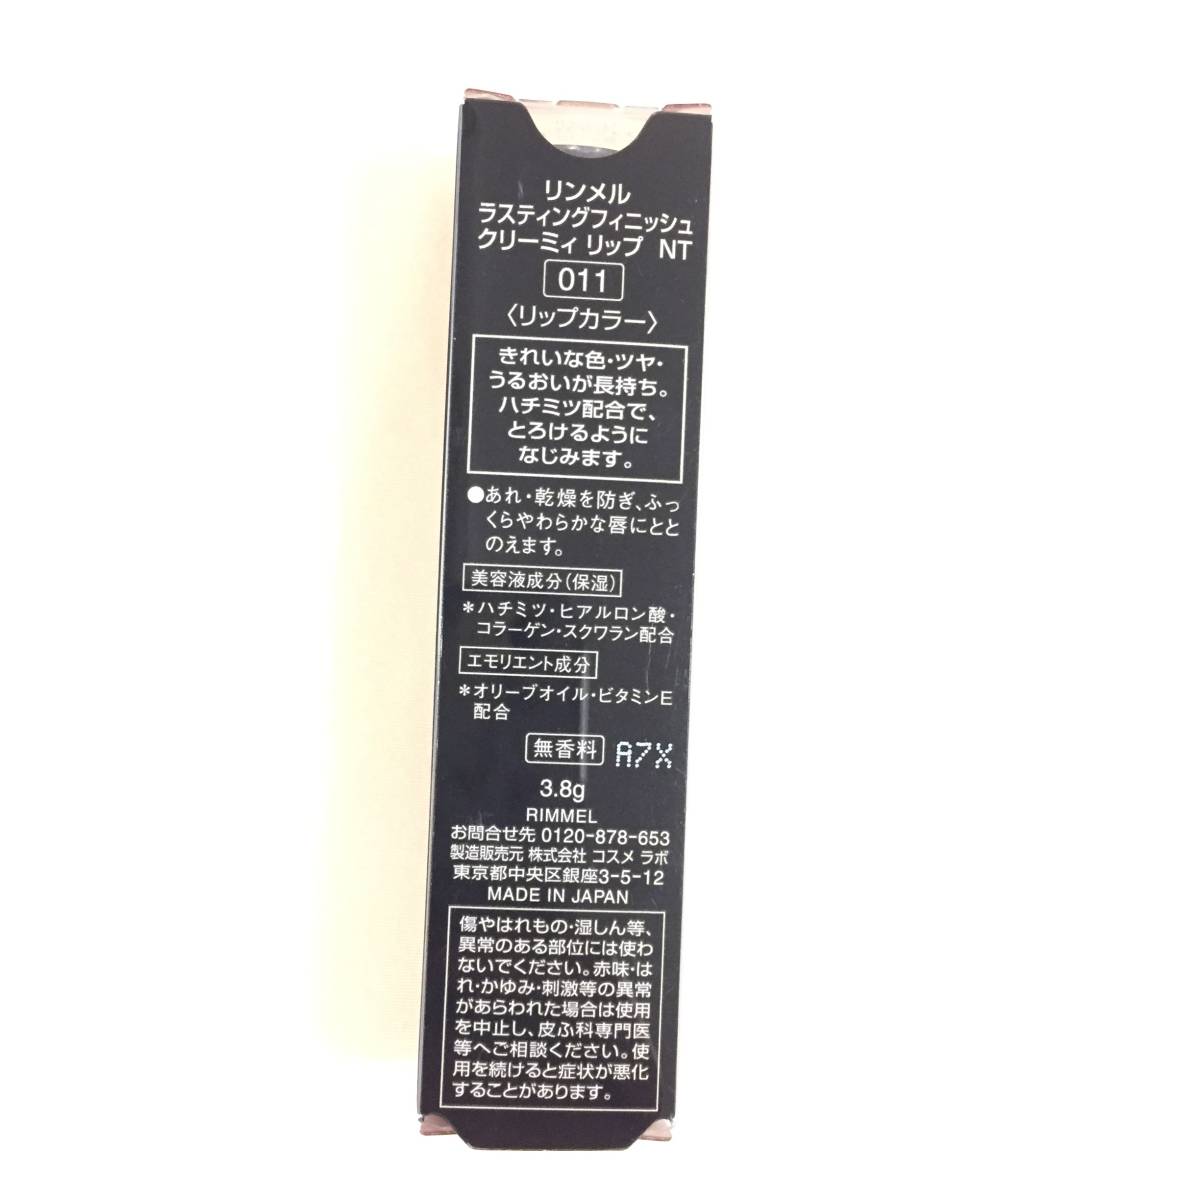 リンメル
ラスティングフィニッシュ
クリーミィ リップ NT
011
〈リップカラー〉
きれいな色・ツヤ・
うるおいが長持ち。
ハチミツ配合で、
とろけるように
なじみます。
●あれ・乾燥を防ぎ、ふっ
くらやわらかな唇にとと
のえます。
美容液成分(保湿)
*ハチミツ・ヒアルロン酸・
コラーゲン・スクワラン配合
エモリエント成分
*オリーブオイル・ビタミンE
配合
無香料 A7X
3.8g
RIMMEL
お問合せ先 0120-878-653
製造販売元 株式会社 コスメ ラボ
東京都中央区銀座3-5-12
MADE IN JAPAN
傷やはれもの・湿しん等、
異常のある部位には使わ
ないでください。赤味・は
れ・かゆみ・刺激等の異常
があらわれた場合は使用
を中止し、皮ふ科専門医
等へご相談ください。使
用を続けると症状が悪化
することがあります。